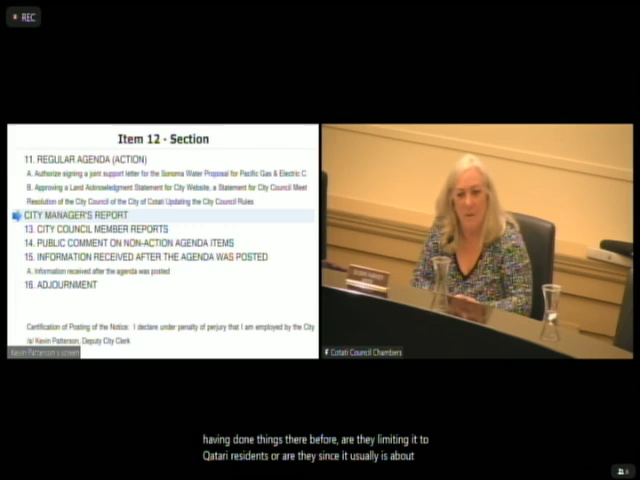 REC
Item 12 - Section
11. REGULAR AGENDA (ACTION)
A. Authorize signing a joint support letter for the Sonoma Water Proposal for Pacific Gas & Electric C
B. Approving a Land Acknowledgment Statement for City Website, a Statement for City Council Meet
Resolution of the City Council of the City of Cotati Updating the City Council Rules
CITY MANAGER'S REPORT
13. CITY COUNCIL MEMBER REPORTS
14. PUBLIC COMMENT ON NON-ACTION AGENDA ITEMS
15. INFORMATION RECEIVED AFTER THE AGENDA WAS POSTED
A. Information received after the agenda was posted
16. ADJOURNMENT
Certification of Posting of the Notice: I declare under penalty of perjury that I am employed by the City
/s/ Kevin Patterson, Deputy City Clerk
Kevin Patterson's screen
Cotati Council Chambers
having done things there before, are they limiting it to
Qatari residents or are they since it usually is about